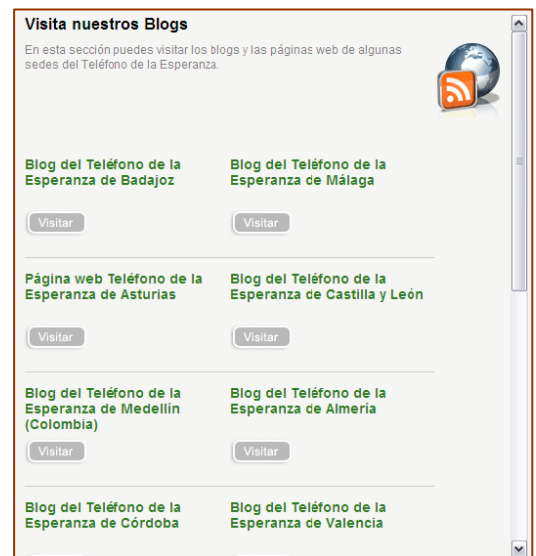 Visita nuestros Blogs
En esta sección puedes visitar los blogs y las páginas web de algunas
sedes del Teléfono de la Esperanza.
Blog del Teléfono de la
Esperanza de Badajoz
Visitar
Blog del Teléfono de la
Esperanza de Málaga
Visitar
Página web Teléfono de la
Esperanza de Asturias
Visitar
Blog del Teléfono de la
Esperanza de Castilla y León
Visitar
Blog del Teléfono de la
Esperanza de Medellín
(Colombia)
Visitar
Blog del Teléfono de la
Esperanza de Almería
Visitar
Blog del Teléfono de la
Esperanza de Córdoba
Blog del Teléfono de la
Esperanza de Valencia